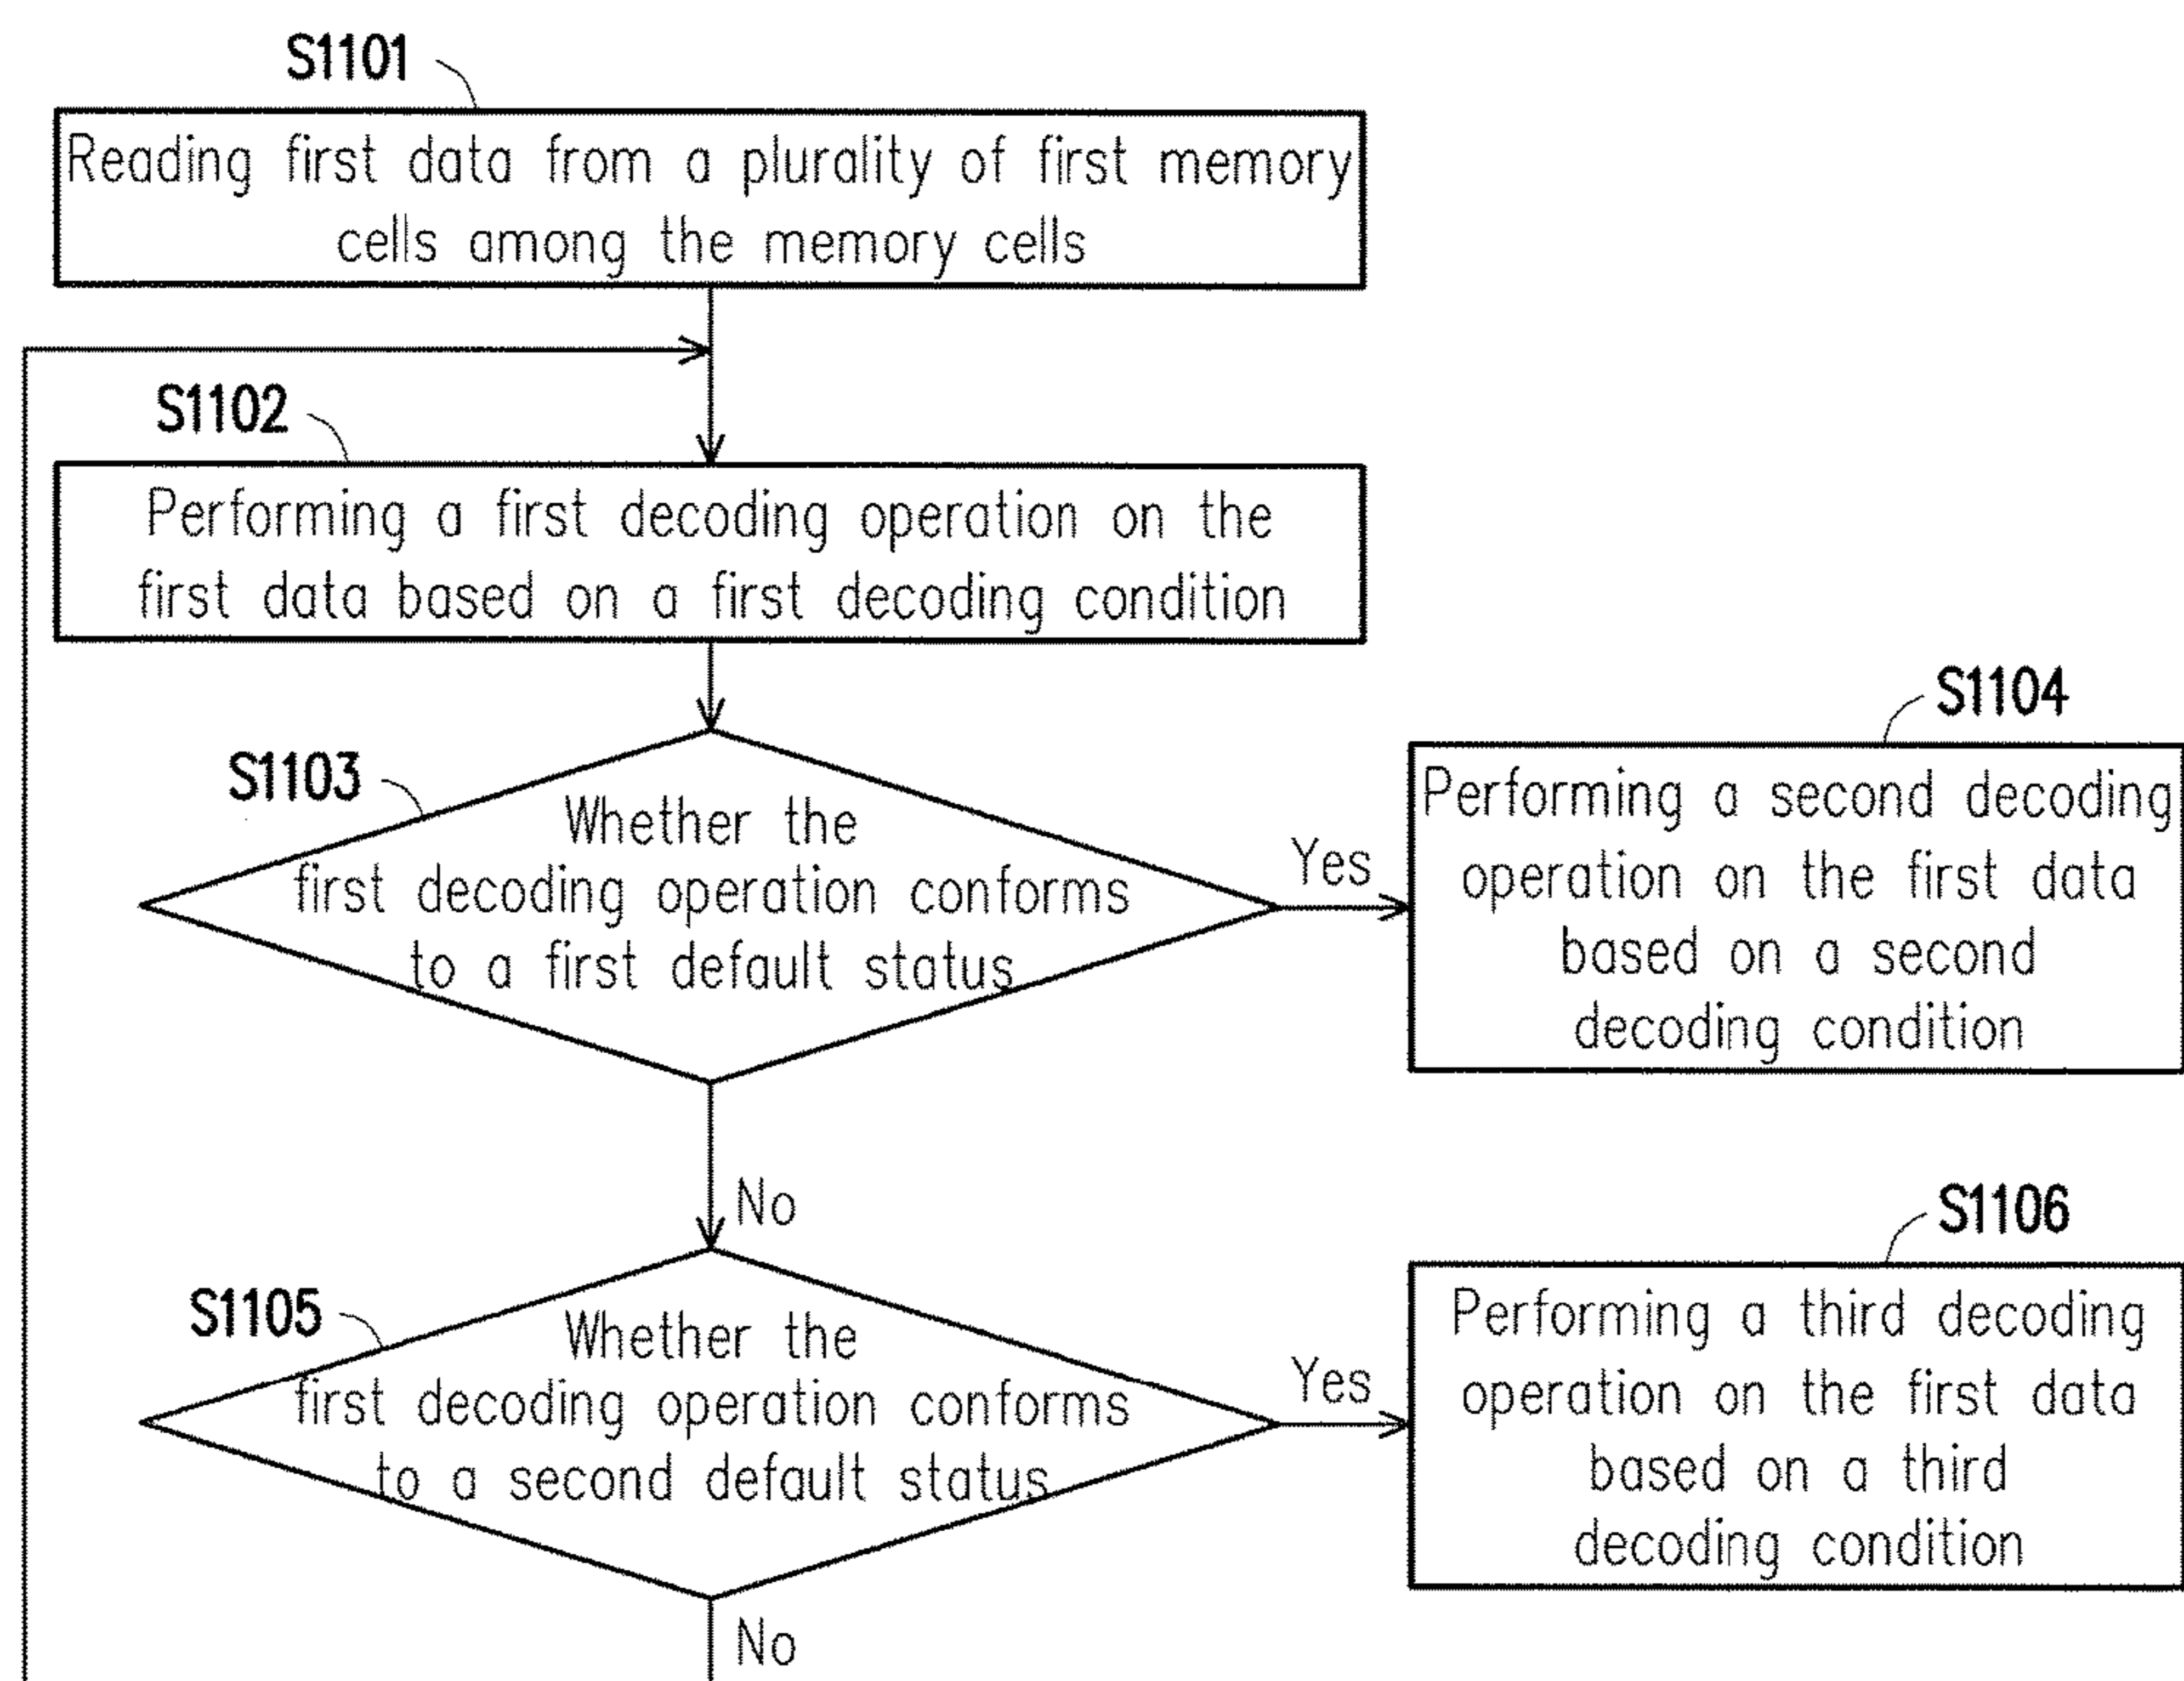 S1101
Reading first data from a plurality of first memory
cells among the memory cells
S1102
Performing a first decoding operation on the
first data based on a first decoding condition
S1103
Whether the
first decoding operation conforms
to a first default status
Yes
S1104
Performing a second decoding
operation on the first data
based on a second
decoding condition
No
S1105
Whether the
first decoding operation conforms
to a second default status
Yes
S1106
Performing a third decoding
operation on the first data
based on a third
decoding condition
No